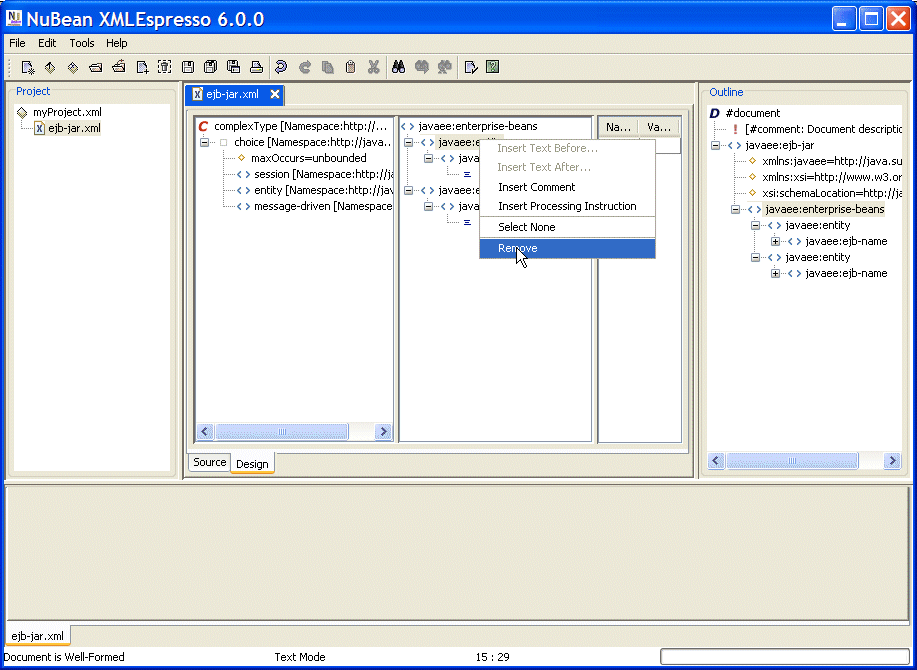 NuBean XMLEspresso 6.0.0
File Edit Tools Help
Project
myProject.xml
ejb-jar.xml
ejb-jar.xml
complexType [Namespace:http://...
choice [Namespace:http://java...
maxOccurs=unbounded
session [Namespace:http://ja
entity [Namespace:http://jav
message-driven [Namespace
javaee:enterprise-beans
javaee:e
java
javaee:e
java
Insert Text Before...
Insert Text After...
Insert Comment
Insert Processing Instruction
Select None
Remove
Na... Va...
Source Design
Outline
#document
[#comment: Document descriptio
javaee:ejb-jar
xmlns:javaee=http://java.su
xmlns:xsi=http://www.w3.or
xsi:schemaLocation=http://ja
javaee:enterprise-beans
javaee:entity
javaee:ejb-name
javaee:entity
javaee:ejb-name
ejb-jar.xml
Document is Well-Formed Text Mode 15 : 29